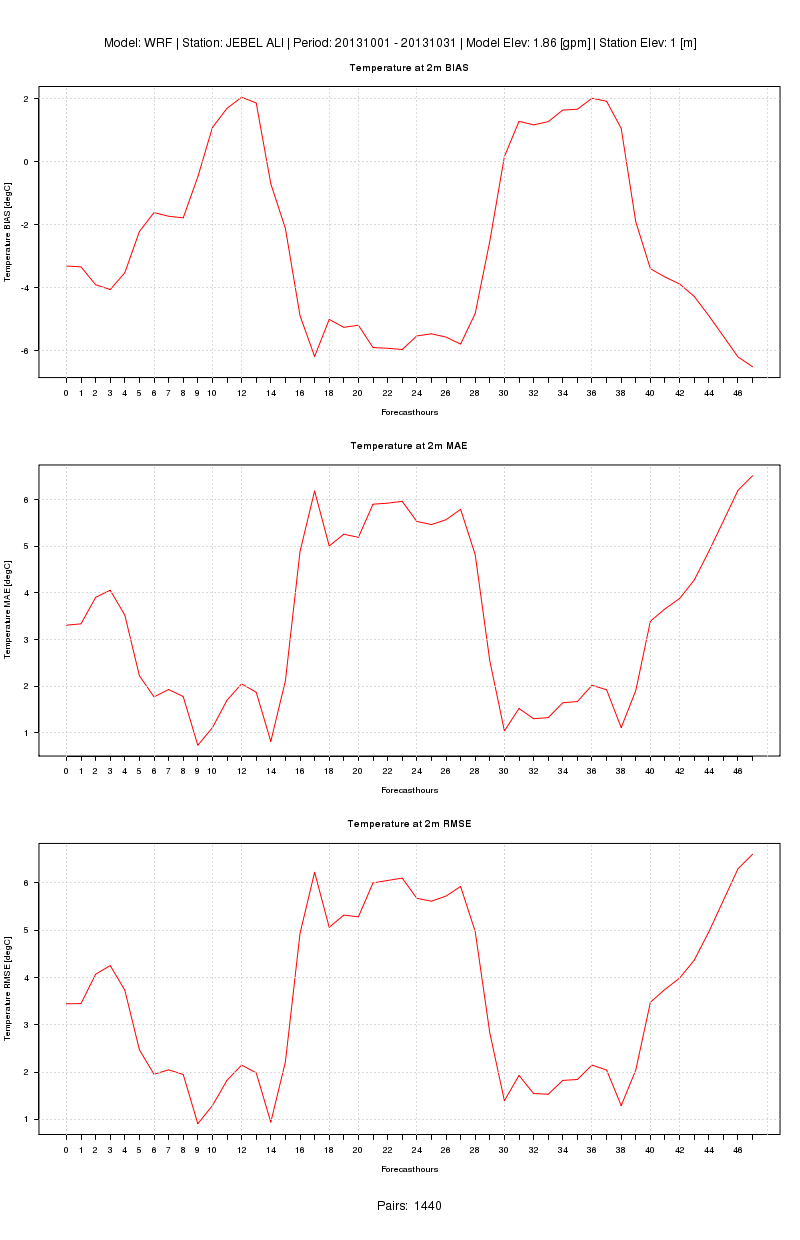 Model: WRF | Station: JEBEL ALI | Period: 20131001 - 20131031 | Model Elev: 1.86 [gpm] | Station Elev: 1 [m]
Temperature at 2m BIAS
Temperature BIAS [degC]
2
0
-2
-4
-6
0 1 2 3 4 5 6 7 8 9 10 12 14 16 18 20 22 24 26 28 30 32 34 36 38 40 42 44 46
Forecasthours
Temperature at 2m MAE
Temperature MAE [degC]
6
5
4
3
2
1
0 1 2 3 4 5 6 7 8 9 10 12 14 16 18 20 22 24 26 28 30 32 34 36 38 40 42 44 46
Forecasthours
Temperature at 2m RMSE
Temperature RMSE [degC]
6
5
4
3
2
1
0 1 2 3 4 5 6 7 8 9 10 12 14 16 18 20 22 24 26 28 30 32 34 36 38 40 42 44 46
Forecasthours
Pairs: 1440